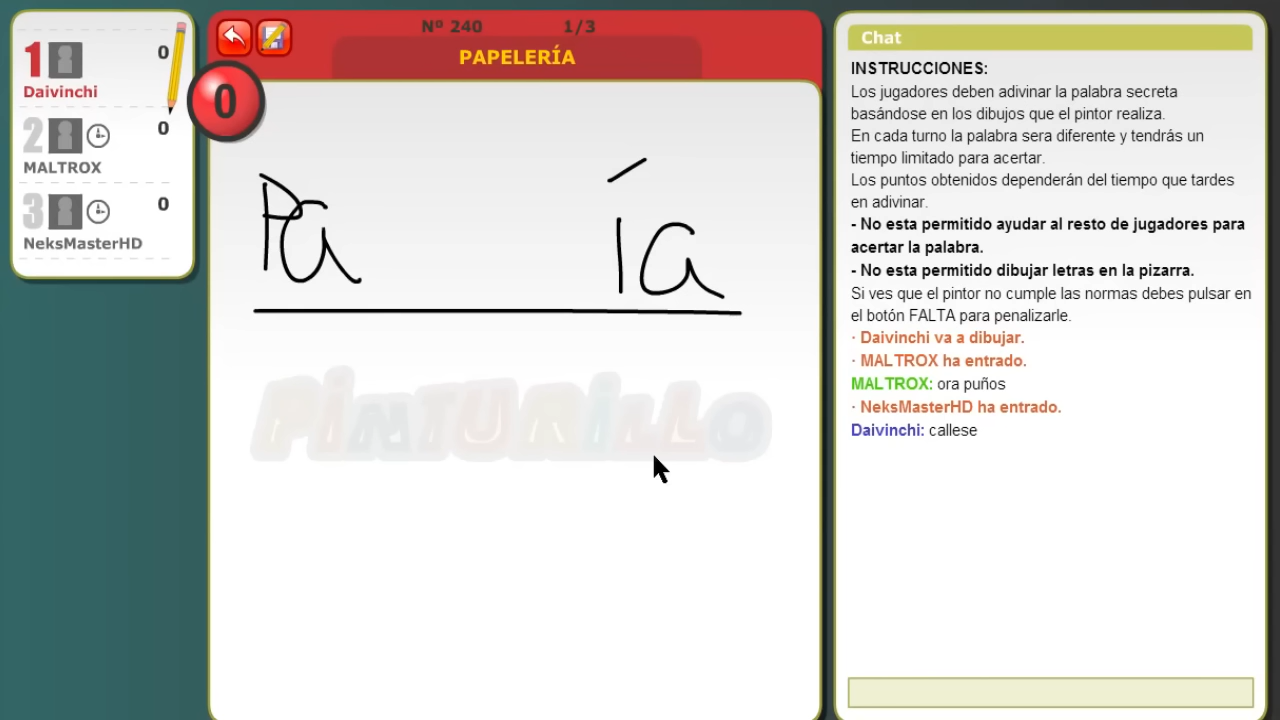 1
Daivinchi
0
2
MALTROX
0
3
NeksMasterHD
0
0
Nº 240
1/3
PAPELERÍA
Pa ía
PINTURILLO
Chat
INSTRUCCIONES:
Los jugadores deben adivinar la palabra secreta
basándose en los dibujos que el pintor realiza.
En cada turno la palabra sera diferente y tendrás un
tiempo limitado para acertar.
Los puntos obtenidos dependerán del tiempo que tardes
en adivinar.
- No esta permitido ayudar al resto de jugadores para
acertar la palabra.
- No esta permitido dibujar letras en la pizarra.
Si ves que el pintor no cumple las normas debes pulsar en
el botón FALTA para penalizarle.
· Daivinchi va a dibujar.
· MALTROX ha entrado.
MALTROX: ora puños
· NeksMasterHD ha entrado.
Daivinchi: callese